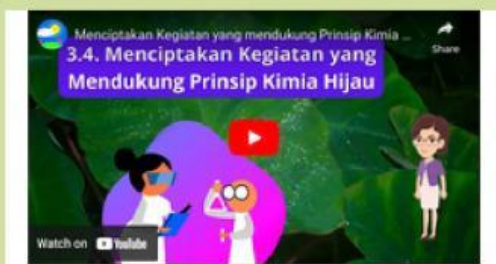 Menciptakan Kegiatan yang mendukung Prinsip Kimia ...
Share
3.4. Menciptakan Kegiatan yang
Mendukung Prinsip Kimia Hijau
Watch on YouTube